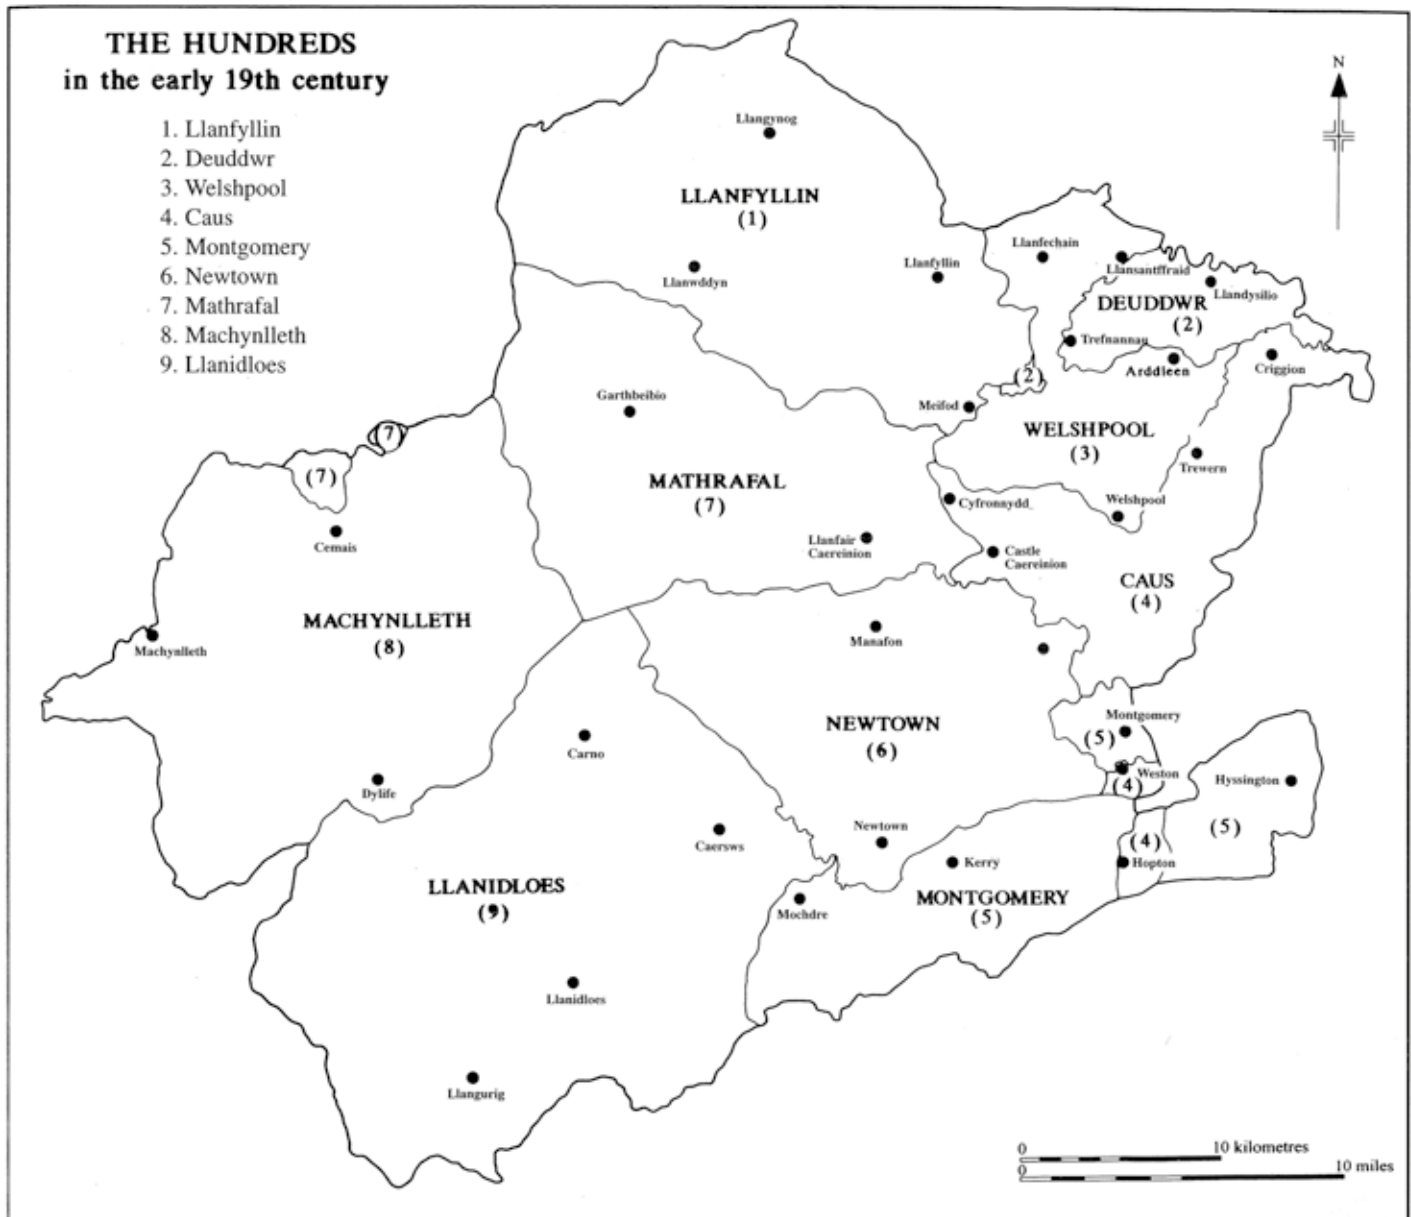 THE HUNDREDS
in the early 19th century
1. Llanfyllin
2. Deuddwr
3. Welshpool
4. Caus
5. Montgomery
6. Newtown
7. Mathrafal
8. Machynlleth
9. Llanidloes
N
Llangynog
LLANFYLLIN
(1)
Llanwddyn
Llanfyllin
Llanfechain
Llansantffraid
Llandysilio
DEUDDWR
(2)
Trefnannau
Arddleen
Criggion
(2)
Meifod
Garthbeibio
WELSHPOOL
(3)
Trewern
(7)
(7)
MATHRAFAL
(7)
Cyfronnydd
Welshpool
Cemais
Llanfair
Caereinion
Castle
Caereinion
CAUS
(4)
MACHYNLLETH
(8)
Machynlleth
Manafon
Montgomery
(5)
NEWTOWN
(6)
Carno
Weston
(4)
Hyssington
(5)
Dylife
Newtown
Caersws
(4)
Kerry
Hopton
LLANIDLOES
(9)
Mochdre
MONTGOMERY
(5)
Llanidloes
Llangurig
0 10 kilometres
0 10 miles